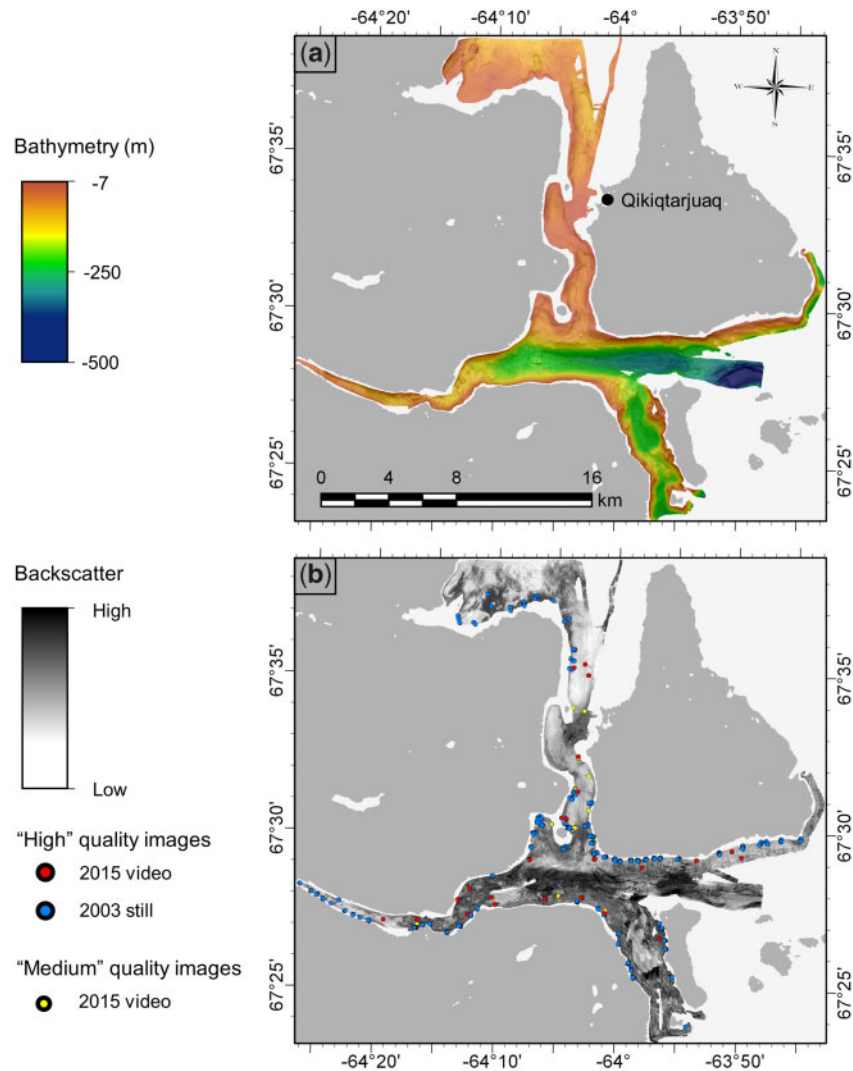 -64°20' -64°10' -64° -63°50'
(a)
N
W E
S
67°35' 67°35'
Bathymetry (m)
-7
-250
-500
Qikiqtarjuaq
67°30' 67°30'
67°25' 67°25'
0 4 8 16
km
(b)
Backscatter
High
Low
67°35' 67°35'
67°30' 67°30'
67°25' 67°25'
“High” quality images
2015 video
2003 still
“Medium” quality images
2015 video
-64°20' -64°10' -64° -63°50'